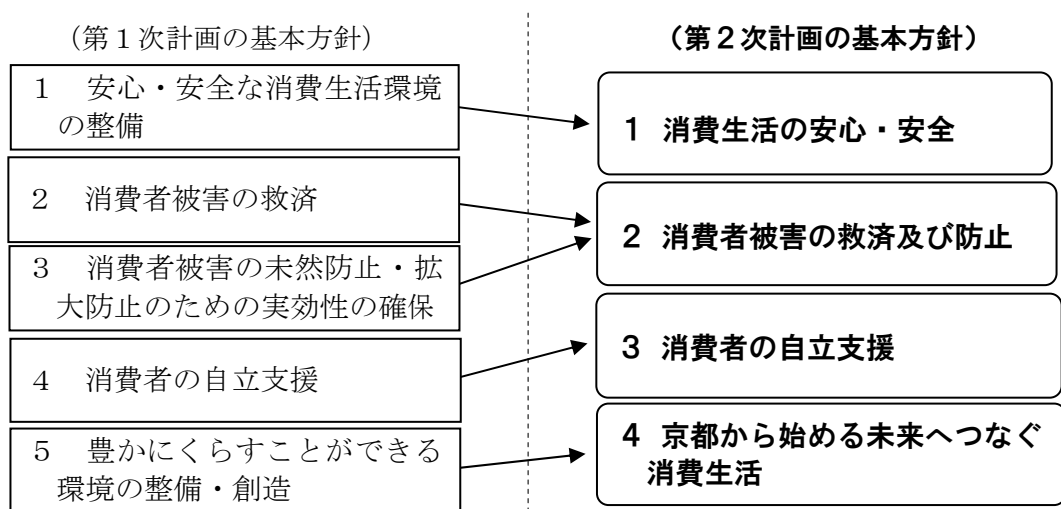 (第1次計画の基本方針)
1 安心・安全な消費生活環境
の整備
2 消費者被害の救済
3 消費者被害の未然防止・拡
大防止のための実効性の確保
4 消費者の自立支援
5 豊かにくらすことができる
環境の整備・創造
(第2次計画の基本方針)
1 消費生活の安心・安全
2 消費者被害の救済及び防止
3 消費者の自立支援
4 京都から始める未来へつなぐ
消費生活